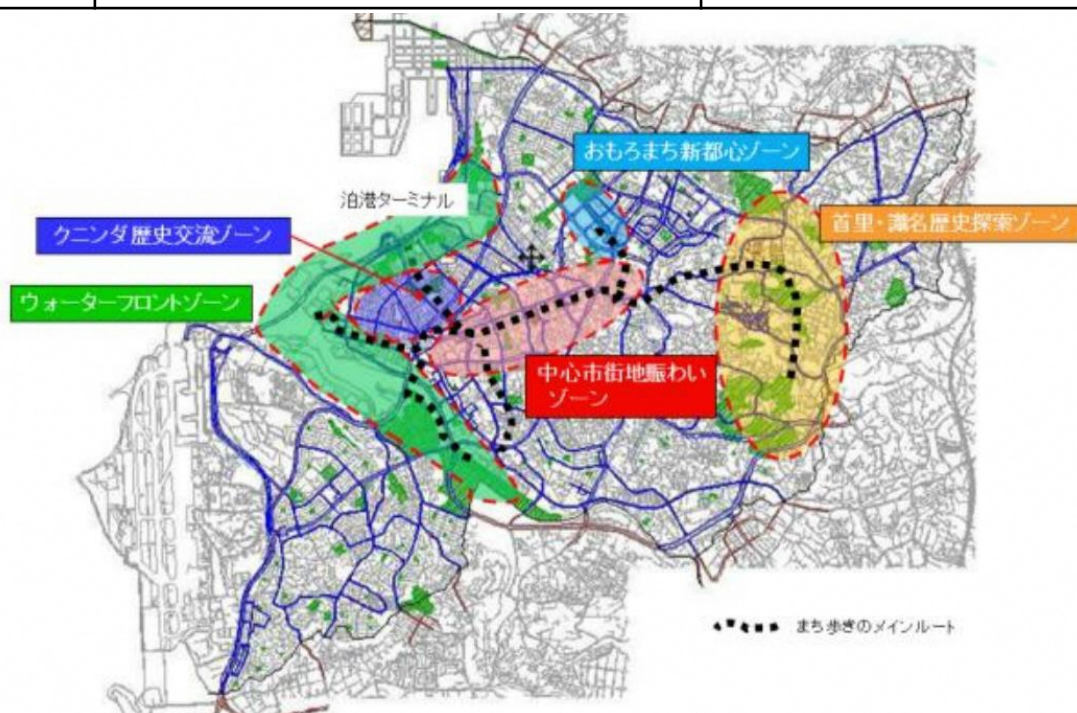 おもろまち新都心ゾーン
泊港ターミナル
クニンダ歴史交流ゾーン
首里・識名歴史探索ゾーン
ウォーターフロントゾーン
中心市街地賑わい
ゾーン
まち歩きのメインルート